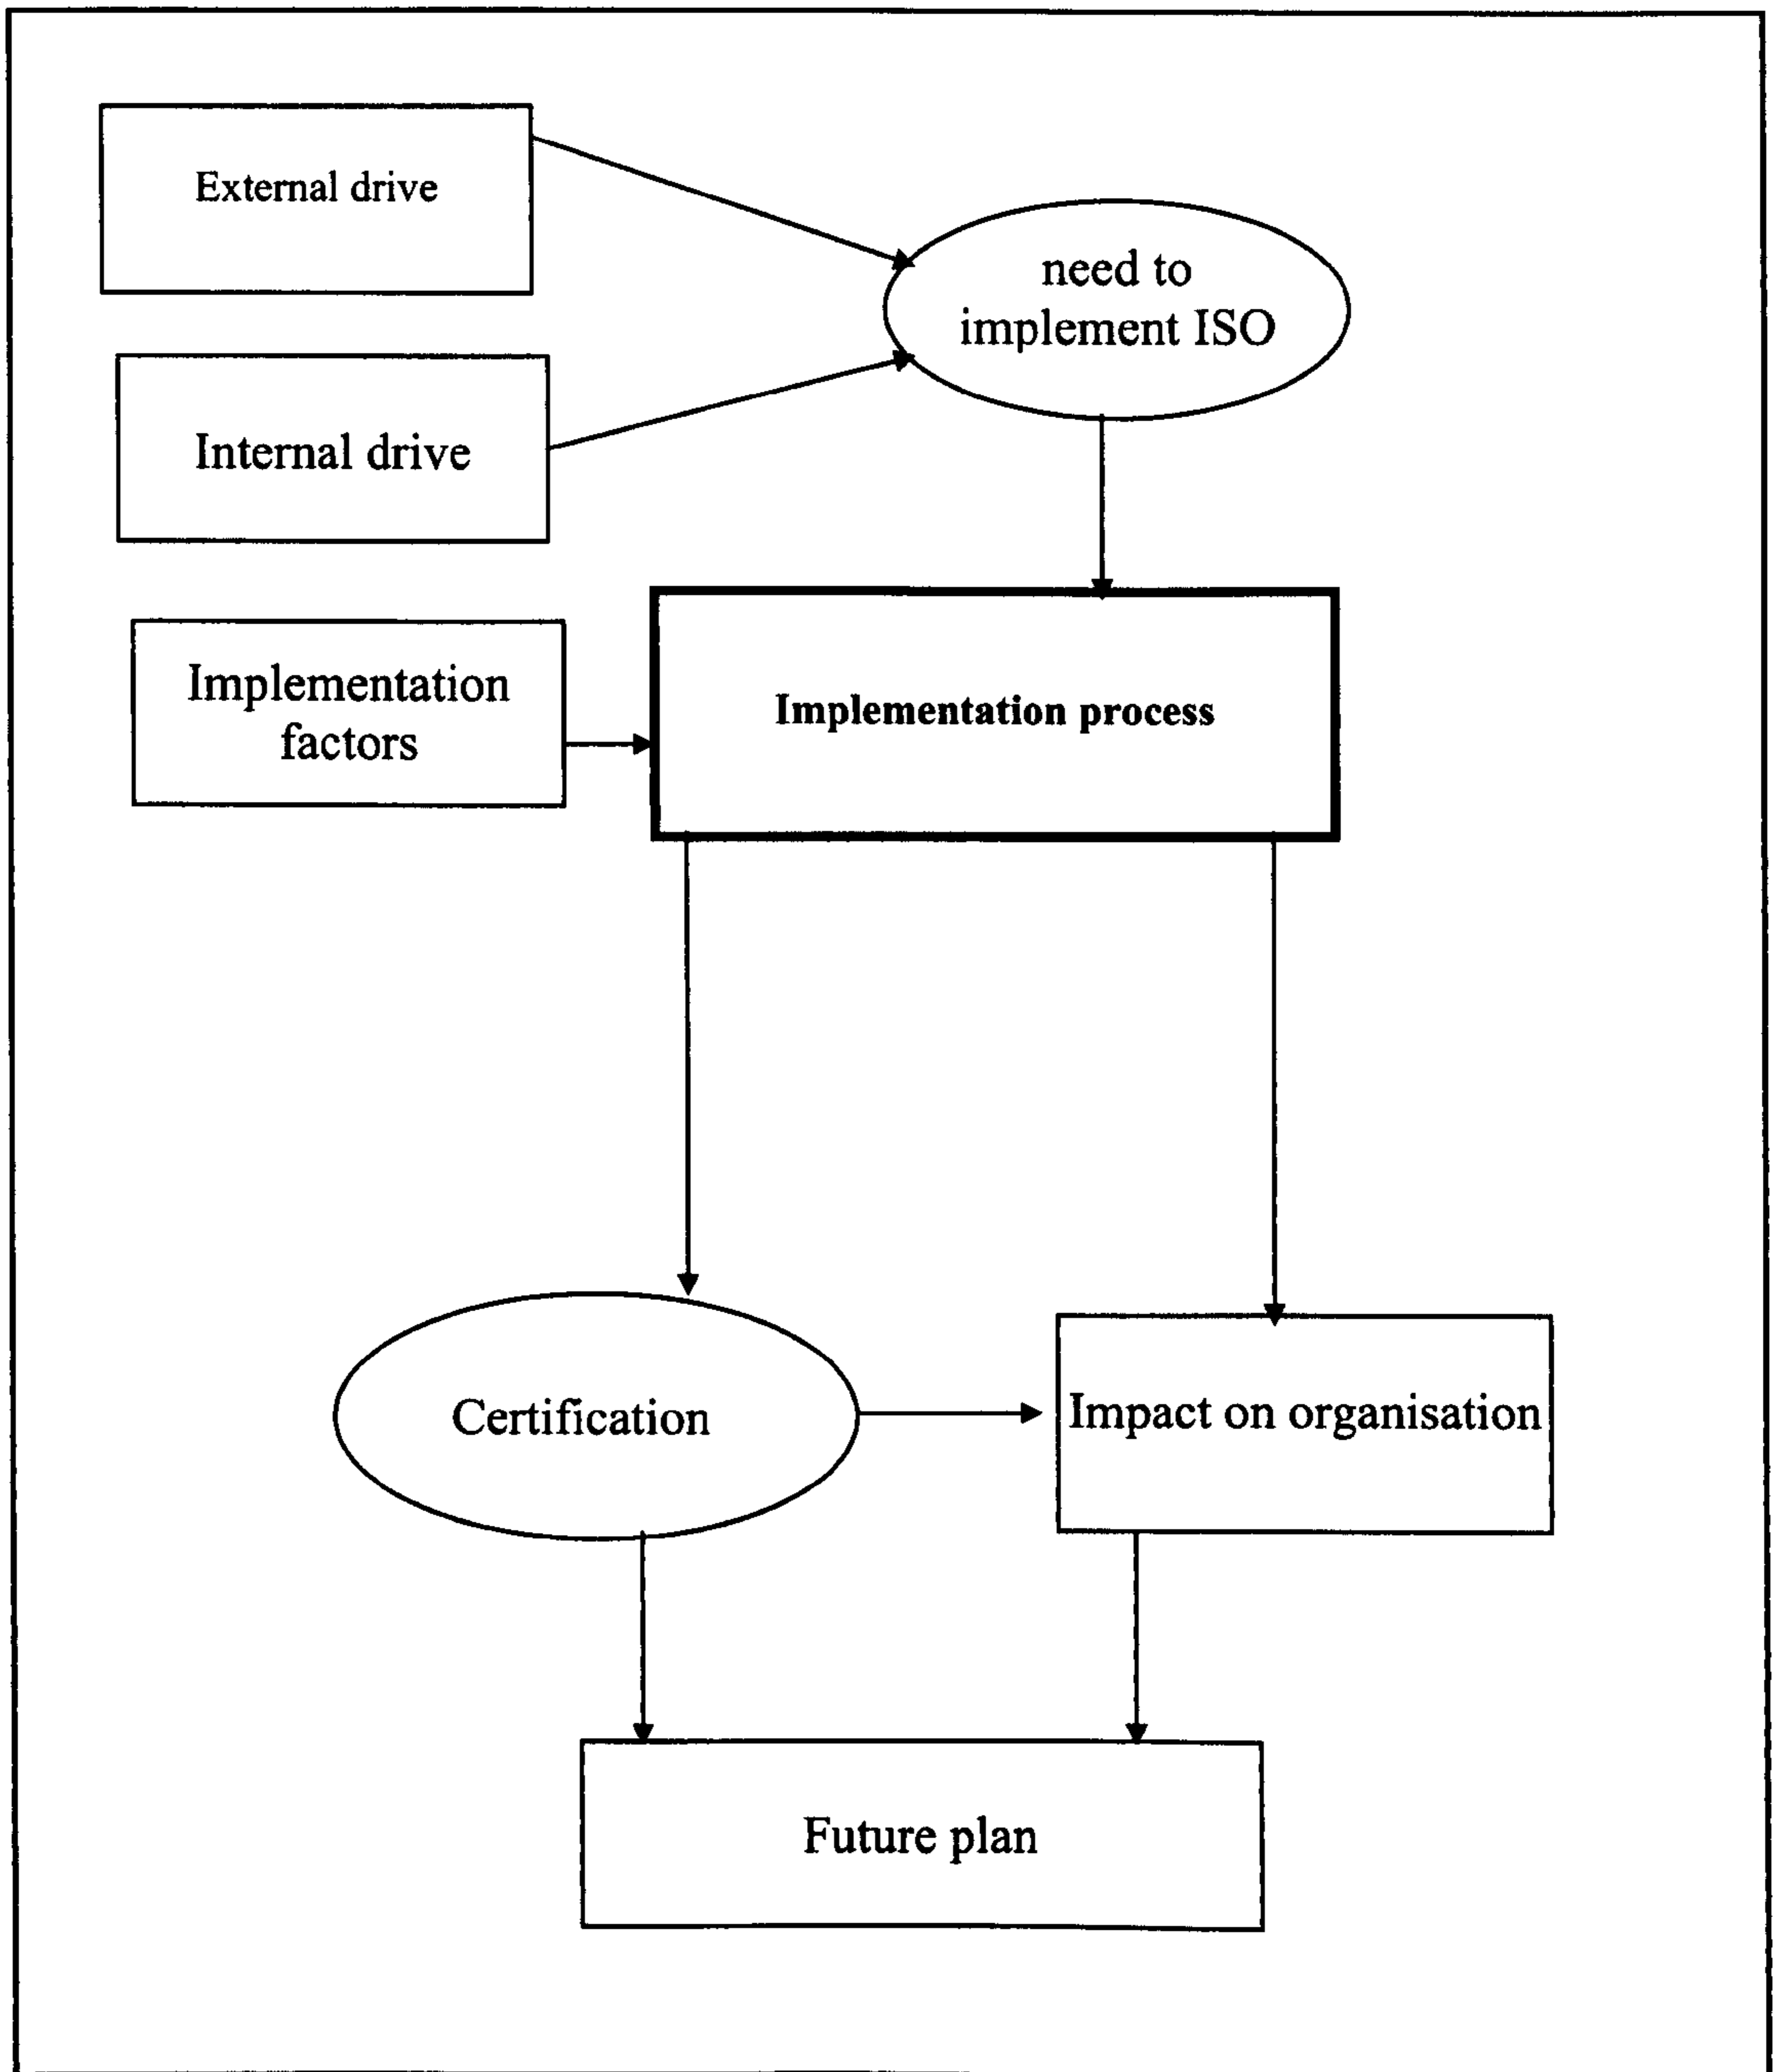 External drive
need to
implement ISO
Internal drive
Implementation
factors
Implementation process
Certification
Impact on organisation
Future plan